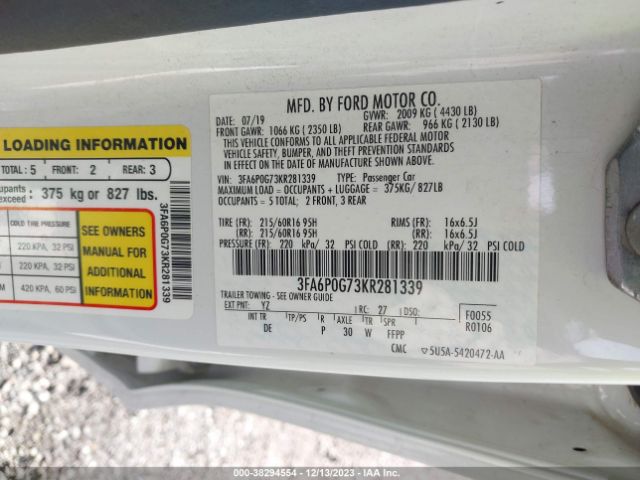 LOADING INFORMATION
TOTAL: 5 FRONT: 2 REAR: 3
375 kg or 827 lbs.
COLD TIRE PRESSURE
220 KPA, 32 PSI
220 KPA, 32 PSI
420 KPA, 60 PSI
SEE OWNERS
MANUAL FOR
ADDITIONAL
INFORMATION
3FA6P0G73KR281339
MFD. BY FORD MOTOR CO.
DATE: 07/19 GVWR: 2009 KG ( 4430 LB)
FRONT GAWR: 1066 KG ( 2350 LB) REAR GAWR: 966 KG ( 2130 LB)
THIS VEHICLE CONFORMS TO ALL APPLICABLE FEDERAL MOTOR
VEHICLE SAFETY, BUMPER, AND THEFT PREVENTION STANDARDS
IN EFFECT ON THE DATE OF MANUFACTURE SHOWN ABOVE.
VIN: 3FA6P0G73KR281339 TYPE: Passenger Car
MAXIMUM LOAD = OCCUPANTS + LUGGAGE = 375KG/ 827LB
OCCUPANTS = 5 TOTAL: 2 FRONT, 3 REAR
TIRE (FR): 215/60R16 95H RIMS (FR): 16x6.5J
(RR): 215/60R16 95H (RR): 16x6.5J
PRESSURE (FR): 220 kPa/ 32 PSI COLD (RR): 220 kPa/ 32 PSI COLD
3FA6P0G73KR281339
TRAILER TOWING - SEE OWNER GUIDE
EXT PNT: YZ RC: 27 DSO: F0055
INT TR TP/PS R AXLE TR SPR R0106
DE P 30 W FFPP
CMC 5U5A-5420472-AA
000-38294554 - 12/13/2023 - IAA Inc.